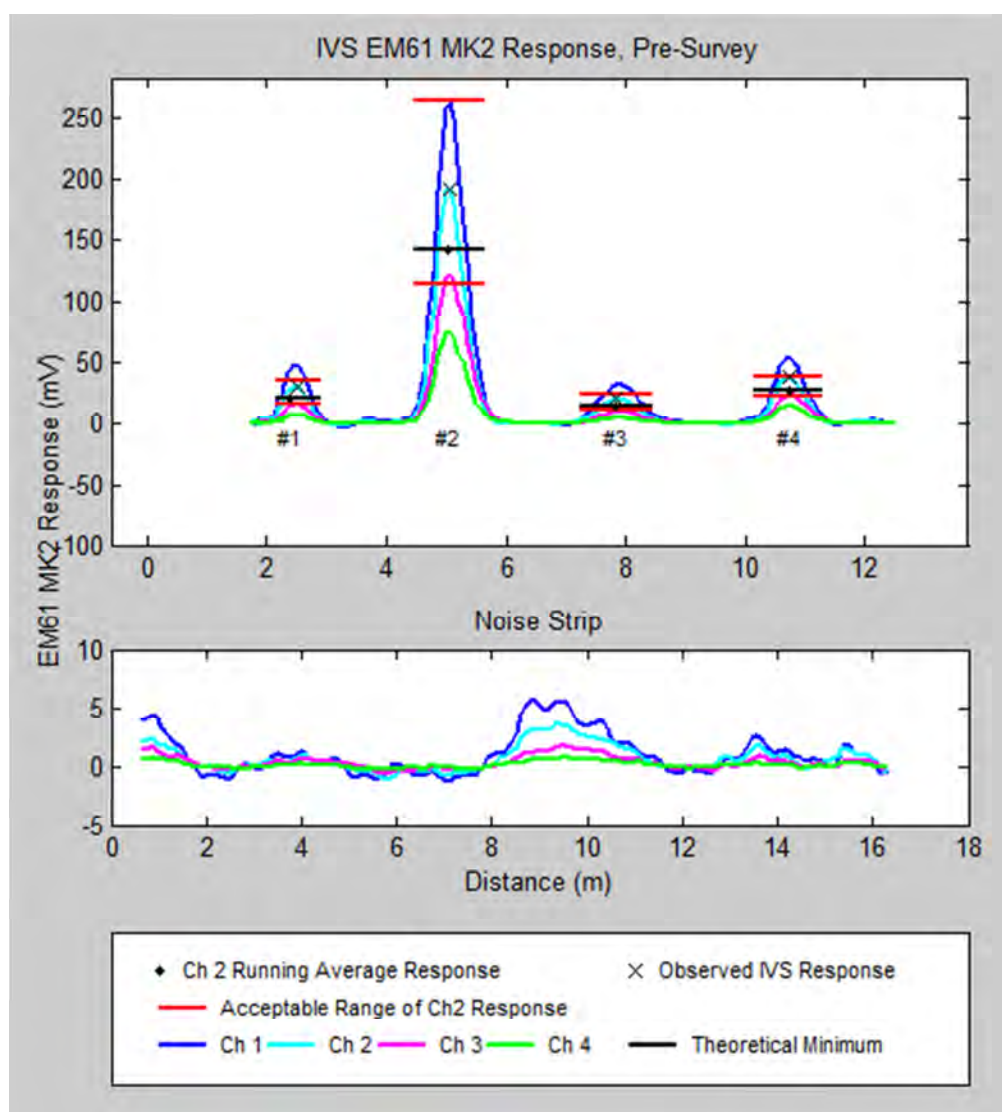 IVS EM61 MK2 Response, Pre-Survey
EM61 MK2 Response (mV)
250
200
150
100
50
0
-50
-100
#1 #2 #3 #4
0 2 4 6 8 10 12
Noise Strip
10
5
0
-5
0 2 4 6 8 10 12 14 16 18
Distance (m)
Ch 2 Running Average Response Observed IVS Response
Acceptable Range of Ch2 Response
Ch 1 Ch 2 Ch 3 Ch 4 Theoretical Minimum